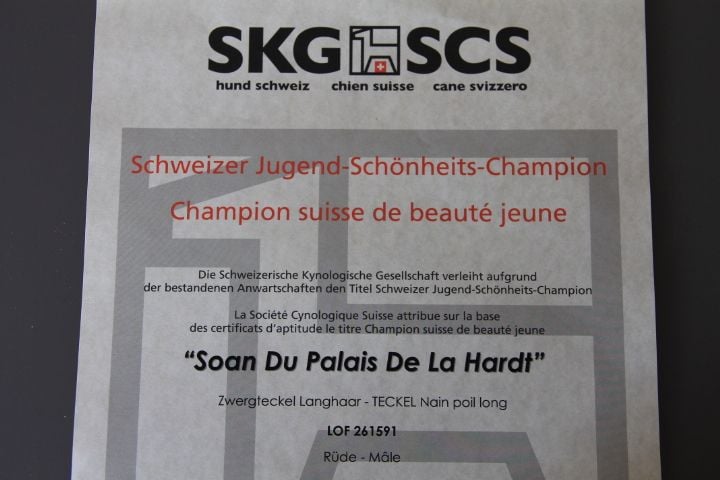 SKG SCS
hund schweiz chien suisse cane svizzero
Schweizer Jugend-Schönheits-Champion
Champion suisse de beauté jeune
Die Schweizerische Kynologische Gesellschaft verleiht aufgrund
der bestandenen Anwartschaften den Titel Schweizer Jugend-Schönheits-Champion
La Société Cynologique Suisse attribue sur la base
des certificats d'aptitude le titre Champion suisse de beauté jeune
“Soan Du Palais De La Hardt”
Zwergteckel Langhaar - TECKEL Nain poil long
LOF 261591
Rüde - Mâle